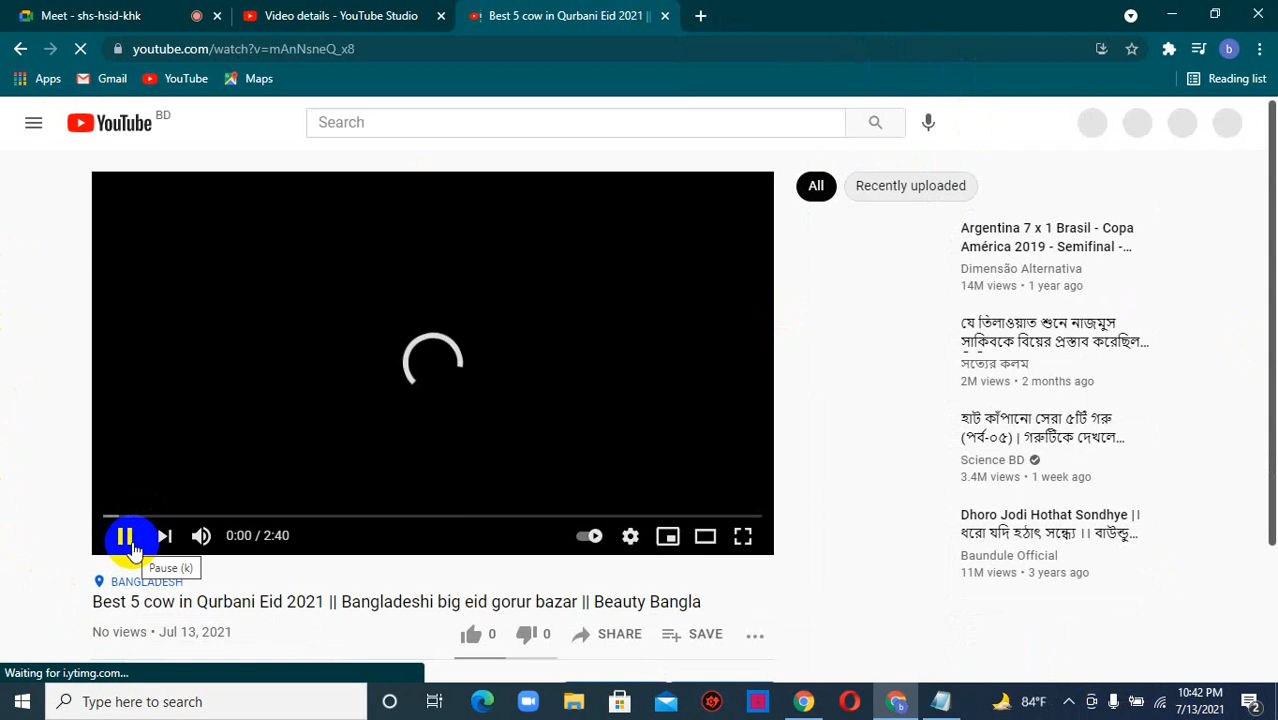 Meet - shs-hsid-khk
Video details - YouTube Studio
Best 5 cow in Qurbani Eid 2021 ||
youtube.com/watch?v=mAnNsneQ_x8
Apps
Gmail
YouTube
Maps
Reading list
YouTube BD
Search
All
Recently uploaded
Argentina 7 x 1 Brasil - Copa
América 2019 - Semifinal -...
Dimensão Alternativa
14M views • 1 year ago
যে তিলাওয়াত শুনে নাজমুস
সাকিবকে বিয়ের প্রস্তাব করেছিল...
সত্যের কলম
2M views • 2 months ago
হাট কাঁপানো সেরা ৫টি গরু
(পর্ব-০৫) | গরুটিকে দেখলে...
Science BD
3.4M views • 1 week ago
Dhoro Jodi Hothat Sondhye ||
ধরো যদি হঠাৎ সন্ধ্যে ।। বাউন্ডু...
Baundule Official
11M views • 3 years ago
0:00 / 2:40
Pause (k)
BANGLADESH
Best 5 cow in Qurbani Eid 2021 || Bangladeshi big eid gorur bazar || Beauty Bangla
No views • Jul 13, 2021
0
0
SHARE
SAVE
Waiting for i.ytimg.com...
Type here to search
84°F
10:42 PM
7/13/2021
2